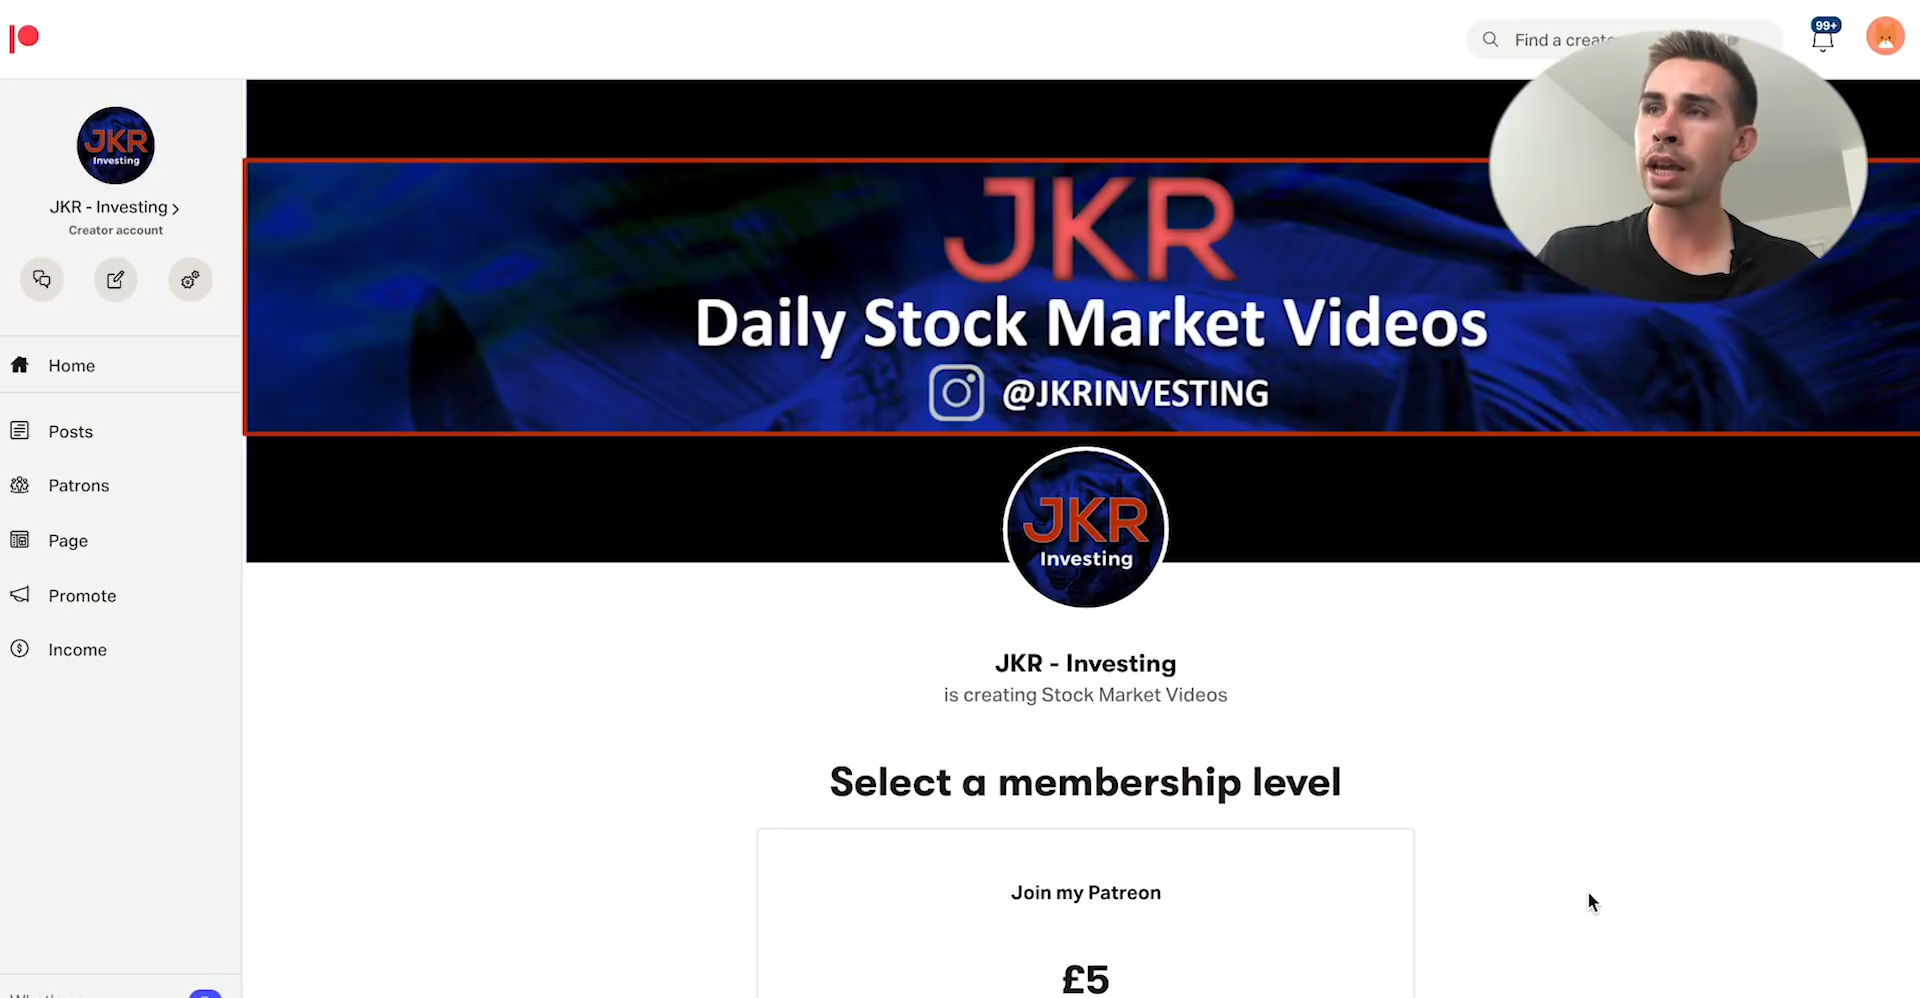 Find a creato
99+
JKR
Investing
JKR - Investing
Creator account
Home
Posts
Patrons
Page
Promote
Income
JKR
Daily Stock Market Videos
@JKRINVESTING
JKR
Investing
JKR - Investing
is creating Stock Market Videos
Select a membership level
Join my Patreon
£5